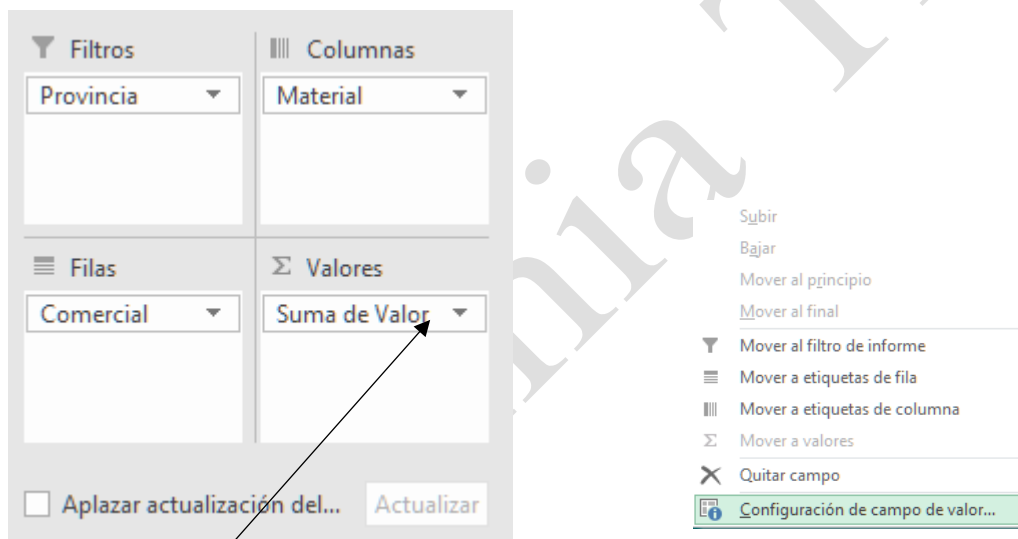 Filtros
Columnas
Provincia
Material
Filas
Valores
Comercial
Suma de Valor
Aplazar actualización del...
Actualizar
Subir
Bajar
Mover al principio
Mover al final
Mover al filtro de informe
Mover a etiquetas de fila
Mover a etiquetas de columna
Mover a valores
Quitar campo
Configuración de campo de valor...